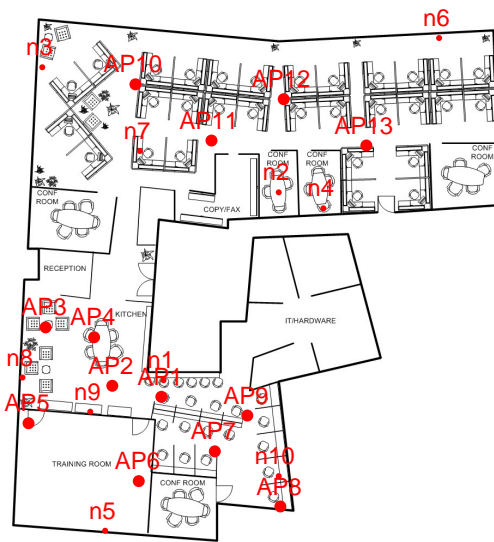 n6
n3
AP10
AP12
n7
AP11
AP13
CONF
ROOM
CONF
ROOM
CONF
ROOM
n2
n4
CONF
ROOM
COPY/FAX
RECEPTION
AP3
AP4
KITCHEN
IT/HARDWARE
n8
AP2
n1
AP1
AP5
n9
AP9
AP7
TRAINING ROOM
AP6
CONF ROOM
n10
AP8
n5